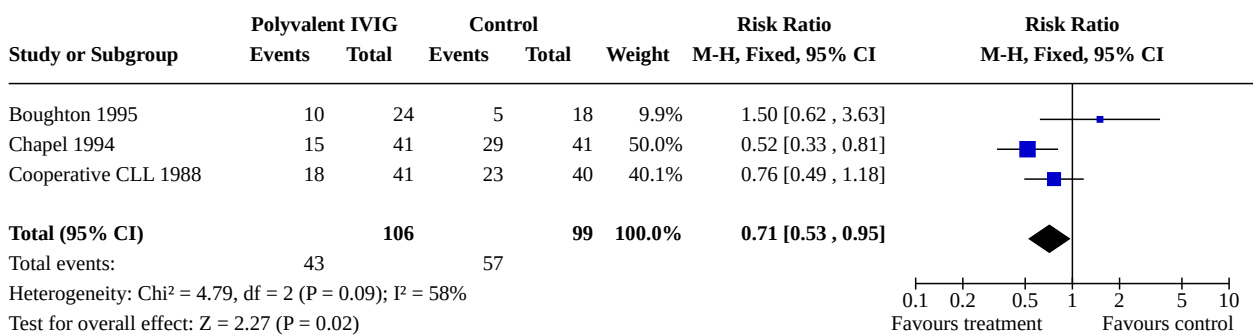 Polyvalent IVIG Control Risk Ratio Risk Ratio
Study or Subgroup Events Total Events Total Weight M-H, Fixed, 95% CI M-H, Fixed, 95% CI
Boughton 1995 10 24 5 18 9.9% 1.50 [0.62 , 3.63]
Chapel 1994 15 41 29 41 50.0% 0.52 [0.33 , 0.81]
Cooperative CLL 1988 18 41 23 40 40.1% 0.76 [0.49 , 1.18]
Total (95% CI) 106 99 100.0% 0.71 [0.53 , 0.95]
Total events: 43 57
Heterogeneity: Chi² = 4.79, df = 2 (P = 0.09); I² = 58%
0.1 0.2 0.5 1 2 5 10
Test for overall effect: Z = 2.27 (P = 0.02) Favours treatment Favours control